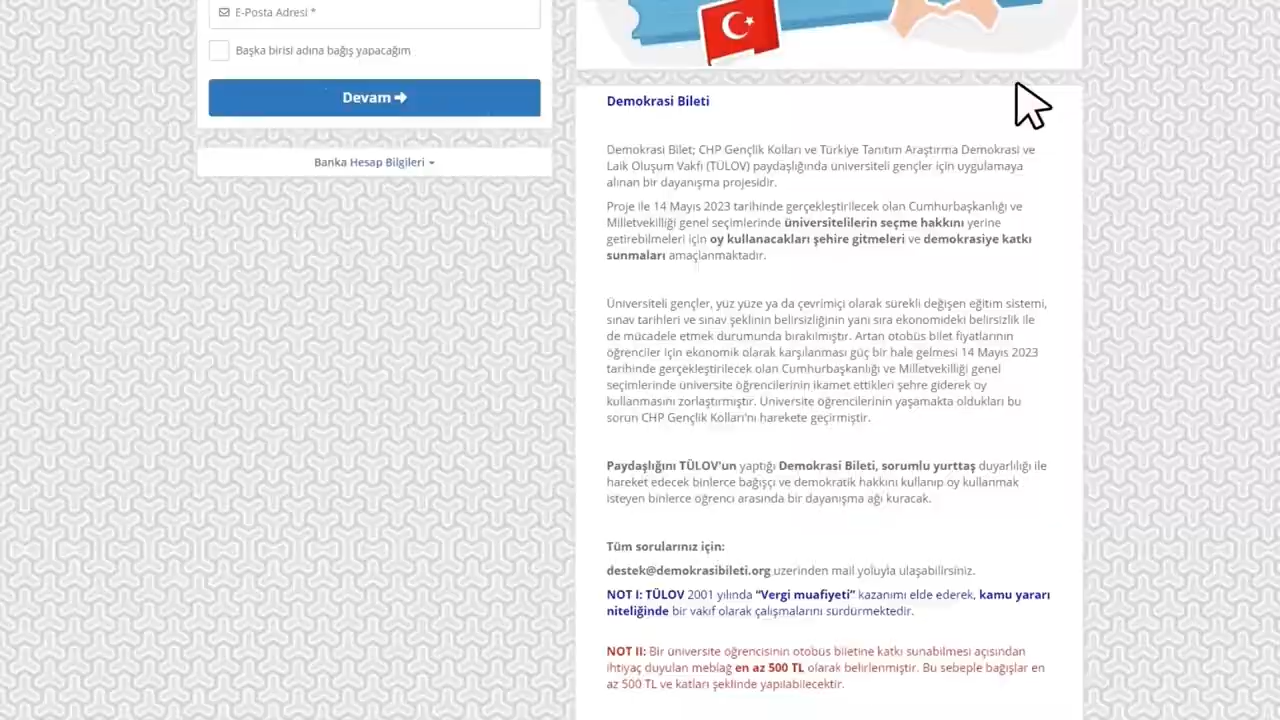 E-Posta Adresi *
Başka birisi adına bağış yapacağım
Devam
Banka Hesap Bilgileri
Demokrasi Bileti
Demokrasi Bilet; CHP Gençlik Kolları ve Türkiye Tanıtım Araştırma Demokrasi ve
Laik Oluşum Vakfı (TÜLOV) paydaşlığında üniversiteli gençler için uygulamaya
alınan bir dayanışma projesidir.
Proje ile 14 Mayıs 2023 tarihinde gerçekleştirilecek olan Cumhurbaşkanlığı ve
Milletvekilliği genel seçimlerinde üniversitelilerin seçme hakkını yerine
getirebilmeleri için oy kullanacakları şehire gitmeleri ve demokrasiye katkı
sunmaları amaçlanmaktadır.
Üniversiteli gençler, yüz yüze ya da çevrimiçi olarak sürekli değişen eğitim sistemi,
sınav tarihleri ve sınav şeklinin belirsizliğinin yanı sıra ekonomideki belirsizlik ile
de mücadele etmek durumunda bırakılmıştır. Artan otobüs bilet fiyatlarının
öğrenciler için ekonomik olarak karşılanması güç bir hale gelmesi 14 Mayıs 2023
tarihinde gerçekleştirilecek olan Cumhurbaşkanlığı ve Milletvekilliği genel
seçimlerinde üniversite öğrencilerinin ikamet ettikleri şehre giderek oy
kullanmasını zorlaştırmıştır. Üniversite öğrencilerinin yaşamakta oldukları bu
sorun CHP Gençlik Kolları'nı harekete geçirmiştir.
Paydaşlığını TÜLOV'un yaptığı Demokrasi Bileti, sorumlu yurttaş duyarlılığı ile
hareket edecek binlerce bağışçı ve demokratik hakkını kullanıp oy kullanmak
isteyen binlerce öğrenci arasında bir dayanışma ağı kuracak.
Tüm sorularınız için:
destek@demokrasibileti.org uzerinden mail yoluyla ulaşabilirsiniz.
NOT I: TÜLOV 2001 yılında “Vergi muafiyeti” kazanımı elde ederek, kamu yararı
niteliğinde bir vakıf olarak çalışmalarını sürdürmektedir.
NOT II: Bir üniversite öğrencisinin otobüs biletine katkı sunabilmesi açısından
ihtiyaç duyulan meblağ en az 500 TL olarak belirlenmiştir. Bu sebeple bağışlar en
az 500 TL ve katları şeklinde yapılabilecektir.